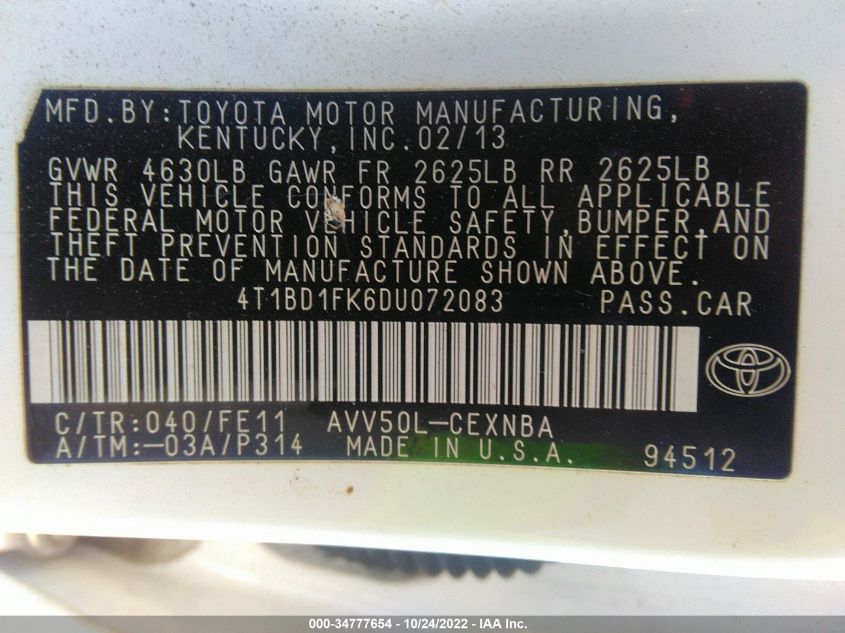 MFD.BY:TOYOTA MOTOR MANUFACTURING,
KENTUCKY,INC.02/13
GVWR 4630LB GAWR FR 2625LB RR 2625LB
THIS VEHICLE CONFORMS TO ALL APPLICABLE
FEDERAL MOTOR VEHICLE SAFETY,BUMPER,AND
THEFT PREVENTION STANDARDS IN EFFECT ON
THE DATE OF MANUFACTURE SHOWN ABOVE.
4T1BD1FK6DU072083 PASS.CAR
C/TR:040/FE11 AVV50L-CEXNBA
A/TM:-03A/P314 MADE IN U.S.A. 94512
000-34777654 - 10/24/2022 - IAA Inc.